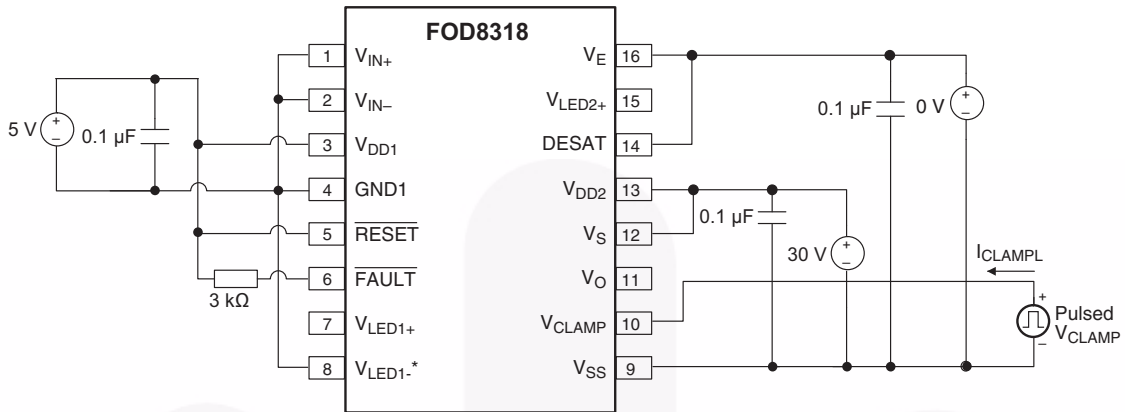 FOD8318
1 V_IN+
2 V_IN–
3 V_DD1
4 GND1
5 RESET
6 FAULT
7 V_LED1+
8 V_LED1-*
V_E 16
V_LED2+ 15
DESAT 14
V_DD2 13
V_S 12
V_O 11
V_CLAMP 10
V_SS 9
5 V
+
–
0.1 µF
3 kΩ
0.1 µF
0 V
+
–
0.1 µF
30 V
+
–
I_CLAMPL
+
Pulsed
V_CLAMP
–